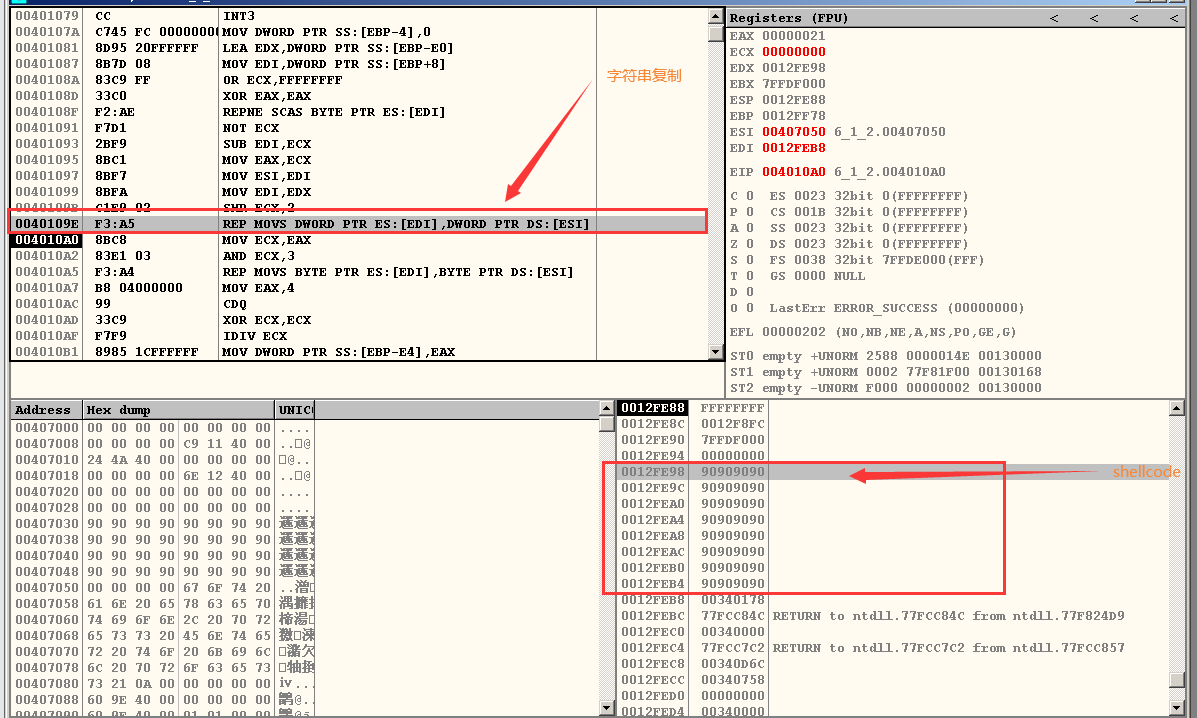 00401079 CC INT3
0040107A C745 FC 0000000 MOV DWORD PTR SS:[EBP-4],0
00401081 8D95 20FFFFFF LEA EDX,DWORD PTR SS:[EBP-E0]
00401087 8B7D 08 MOV EDI,DWORD PTR SS:[EBP+8]
0040108A 83C9 FF OR ECX,FFFFFFFF
0040108D 33C0 XOR EAX,EAX
0040108F F2:AE REPNE SCAS BYTE PTR ES:[EDI]
00401091 F7D1 NOT ECX
00401093 2BF9 SUB EDI,ECX
00401095 8BC1 MOV EAX,ECX
00401097 8BF7 MOV ESI,EDI
00401099 8BFA MOV EDI,EDX
0040109B C1E9 02 SHR ECX,2
0040109E F3:A5 REP MOVS DWORD PTR ES:[EDI],DWORD PTR DS:[ESI]
004010A0 8BC8 MOV ECX,EAX
004010A2 83E1 03 AND ECX,3
004010A5 F3:A4 REP MOVS BYTE PTR ES:[EDI],BYTE PTR DS:[ESI]
004010A7 B8 04000000 MOV EAX,4
004010AC 99 CDQ
004010AD 33C9 XOR ECX,ECX
004010AF F7F9 IDIV ECX
004010B1 8985 1CFFFFFF MOV DWORD PTR SS:[EBP-E4],EAX
字符串复制
Registers (FPU) < < < <
EAX 00000021
ECX 00000000
EDX 0012FE98
EBX 7FFDF000
ESP 0012FE88
EBP 0012FF78
ESI 00407050 6_1_2.00407050
EDI 0012FEB8
EIP 004010A0 6_1_2.004010A0
C 0 ES 0023 32bit 0(FFFFFFFF)
P 0 CS 001B 32bit 0(FFFFFFFF)
A 0 SS 0023 32bit 0(FFFFFFFF)
Z 0 DS 0023 32bit 0(FFFFFFFF)
S 0 FS 0038 32bit 7FFDE000(FFF)
T 0 GS 0000 NULL
D 0
O 0 LastErr ERROR_SUCCESS (00000000)
EFL 00000202 (NO,NB,NE,A,NS,PO,GE,G)
ST0 empty +UNORM 2588 0000014E 00130000
ST1 empty +UNORM 0002 77F81F00 00130168
ST2 empty -UNORM F000 00000002 00130000
Address Hex dump UNIC
00407000 00 00 00 00 00 00 00 00 ....
00407008 00 00 00 00 C9 11 40 00 ..□@
00407010 24 4A 40 00 00 00 00 00 □@..
00407018 00 00 00 00 6E 12 40 00 ..□@
00407020 00 00 00 00 00 00 00 00 ....
00407028 00 00 00 00 00 00 00 00 ....
00407030 90 90 90 90 90 90 90 90
00407038 90 90 90 90 90 90 90 90
00407040 90 90 90 90 90 90 90 90
00407048 90 90 90 90 90 90 90 90
00407050 00 00 00 00 67 6F 74 20
00407058 61 6E 20 65 78 63 65 70
00407060 74 69 6F 6E 2C 20 70 72
00407068 65 73 73 20 45 6E 74 65
00407070 72 20 74 6F 20 6B 69 6C
00407078 6C 20 70 72 6F 63 65 73
00407080 73 21 0A 00 00 00 00 00
00407088 60 9E 40 00 00 00 00 00
0012FE88 FFFFFFFF
0012FE8C 0012F8FC
0012FE90 7FFDF000
0012FE94 00000000
0012FE98 90909090
shellcode
0012FE9C 90909090
0012FEA0 90909090
0012FEA4 90909090
0012FEA8 90909090
0012FEAC 90909090
0012FEB0 90909090
0012FEB4 90909090
0012FEB8 00340178
0012FEBC 77FCC84C RETURN to ntdll.77FCC84C from ntdll.77F824D9
0012FEC0 00340000
0012FEC4 77FCC7C2 RETURN to ntdll.77FCC7C2 from ntdll.77FCC857
0012FEC8 00340D6C
0012FECC 00340758
0012FED0 00000000
0012FED4 00340000